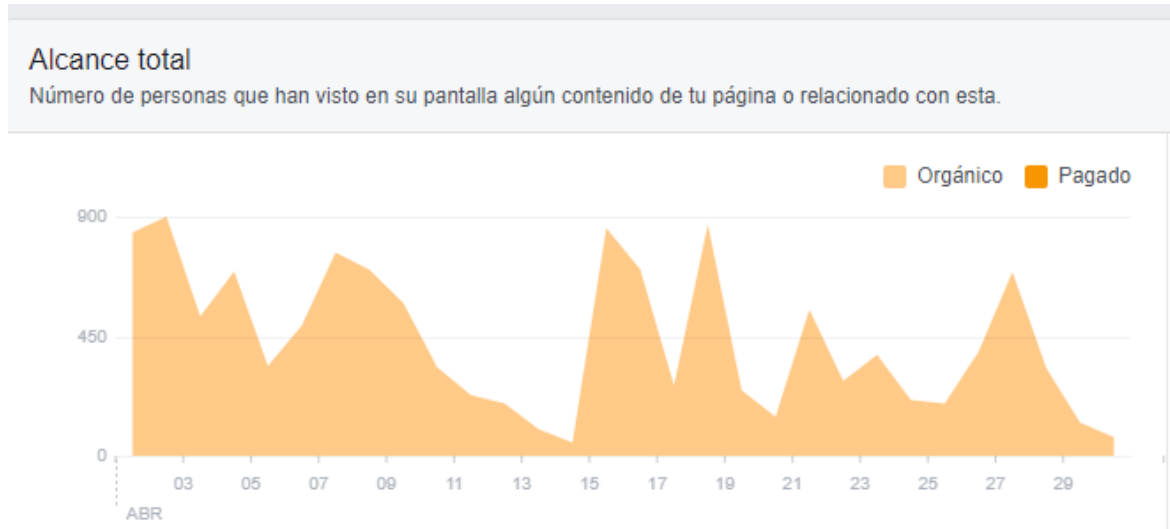 Alcance total
Número de personas que han visto en su pantalla algún contenido de tu página o relacionado con esta.
Orgánico Pagado
900
450
0
03 05 07 09 11 13 15 17 19 21 23 25 27 29
ABR